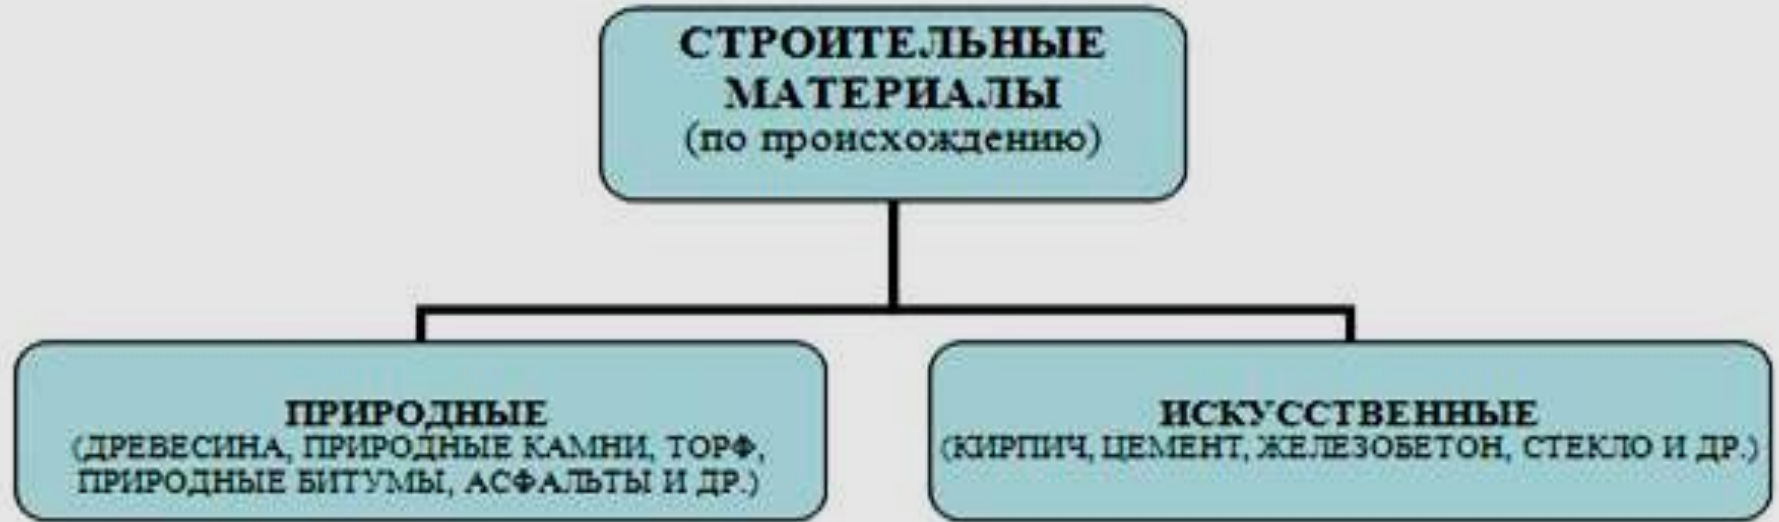 СТРОИТЕЛЬНЫЕ
МАТЕРИАЛЫ
(по происхождению)
ПРИРОДНЫЕ
(ДРЕВЕСИНА, ПРИРОДНЫЕ КАМНИ, ТОРФ,
ПРИРОДНЫЕ БИТУМЫ, АСФАЛЬТЫ И ДР.)
ИСКУССТВЕННЫЕ
(КИРПИЧ, ЦЕМЕНТ, ЖЕЛЕЗОБЕТОН, СТЕКЛО И ДР.)